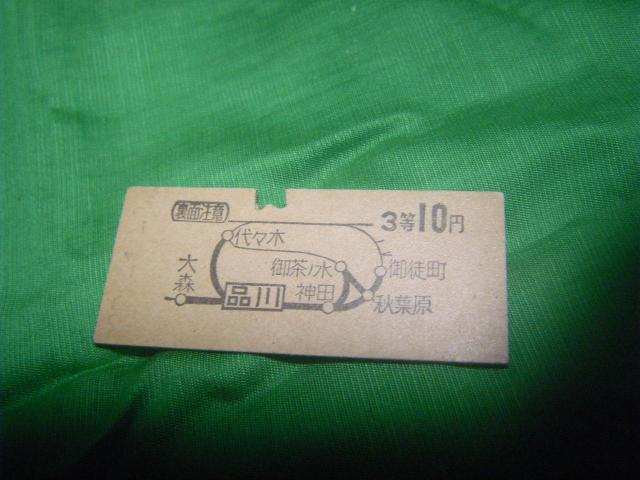 裏面注意
3等10円
代々木
大森
御茶ノ水
御徒町
品川
神田
秋葉原